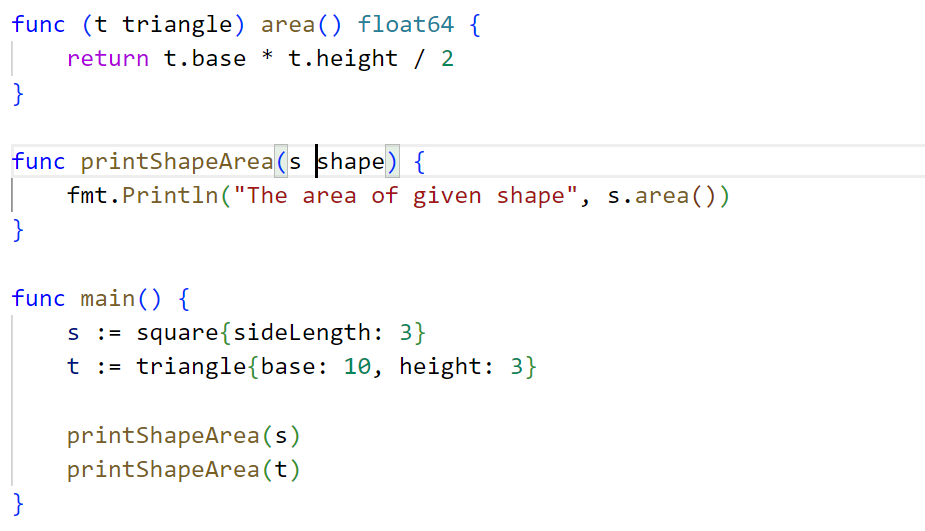 func (t triangle) area() float64 {
    return t.base * t.height / 2
}
func printShapeArea(s shape) {
    fmt.Println("The area of given shape", s.area())
}
func main() {
    s := square{sideLength: 3}
    t := triangle{base: 10, height: 3}
    printShapeArea(s)
    printShapeArea(t)
}